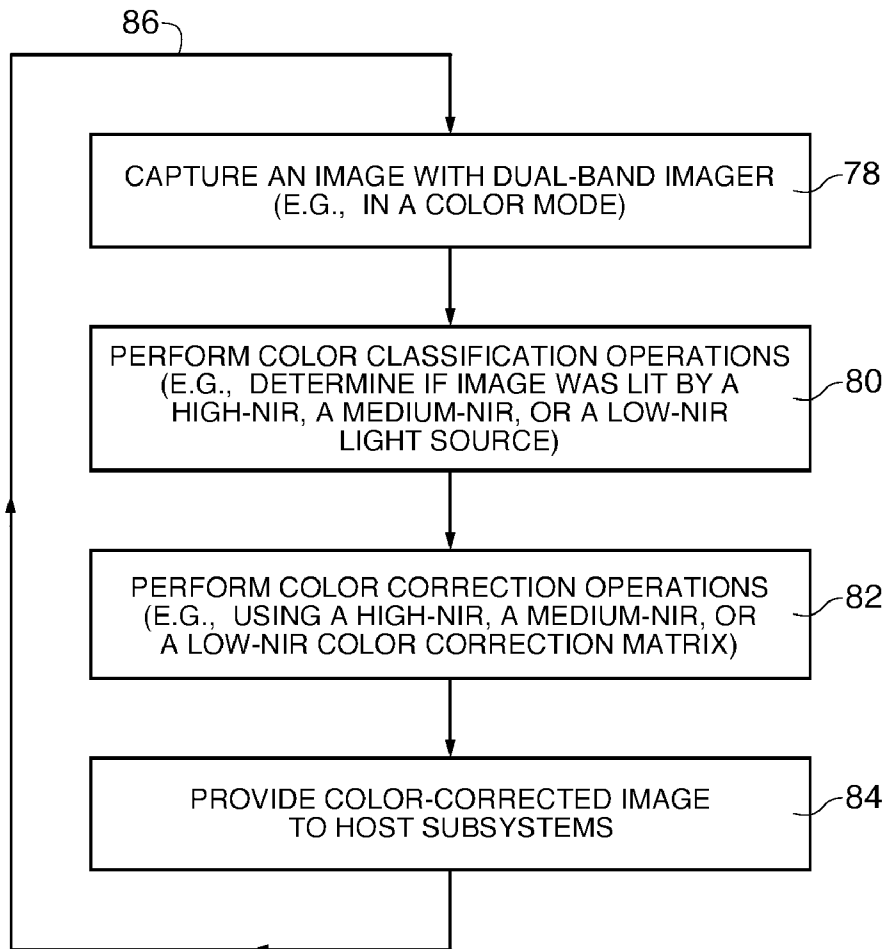 86
CAPTURE AN IMAGE WITH DUAL-BAND IMAGER
(E.G., IN A COLOR MODE)
78
PERFORM COLOR CLASSIFICATION OPERATIONS
(E.G., DETERMINE IF IMAGE WAS LIT BY A
HIGH-NIR, A MEDIUM-NIR, OR A LOW-NIR
LIGHT SOURCE)
80
PERFORM COLOR CORRECTION OPERATIONS
(E.G., USING A HIGH-NIR, A MEDIUM-NIR, OR
A LOW-NIR COLOR CORRECTION MATRIX)
82
PROVIDE COLOR-CORRECTED IMAGE
TO HOST SUBSYSTEMS
84